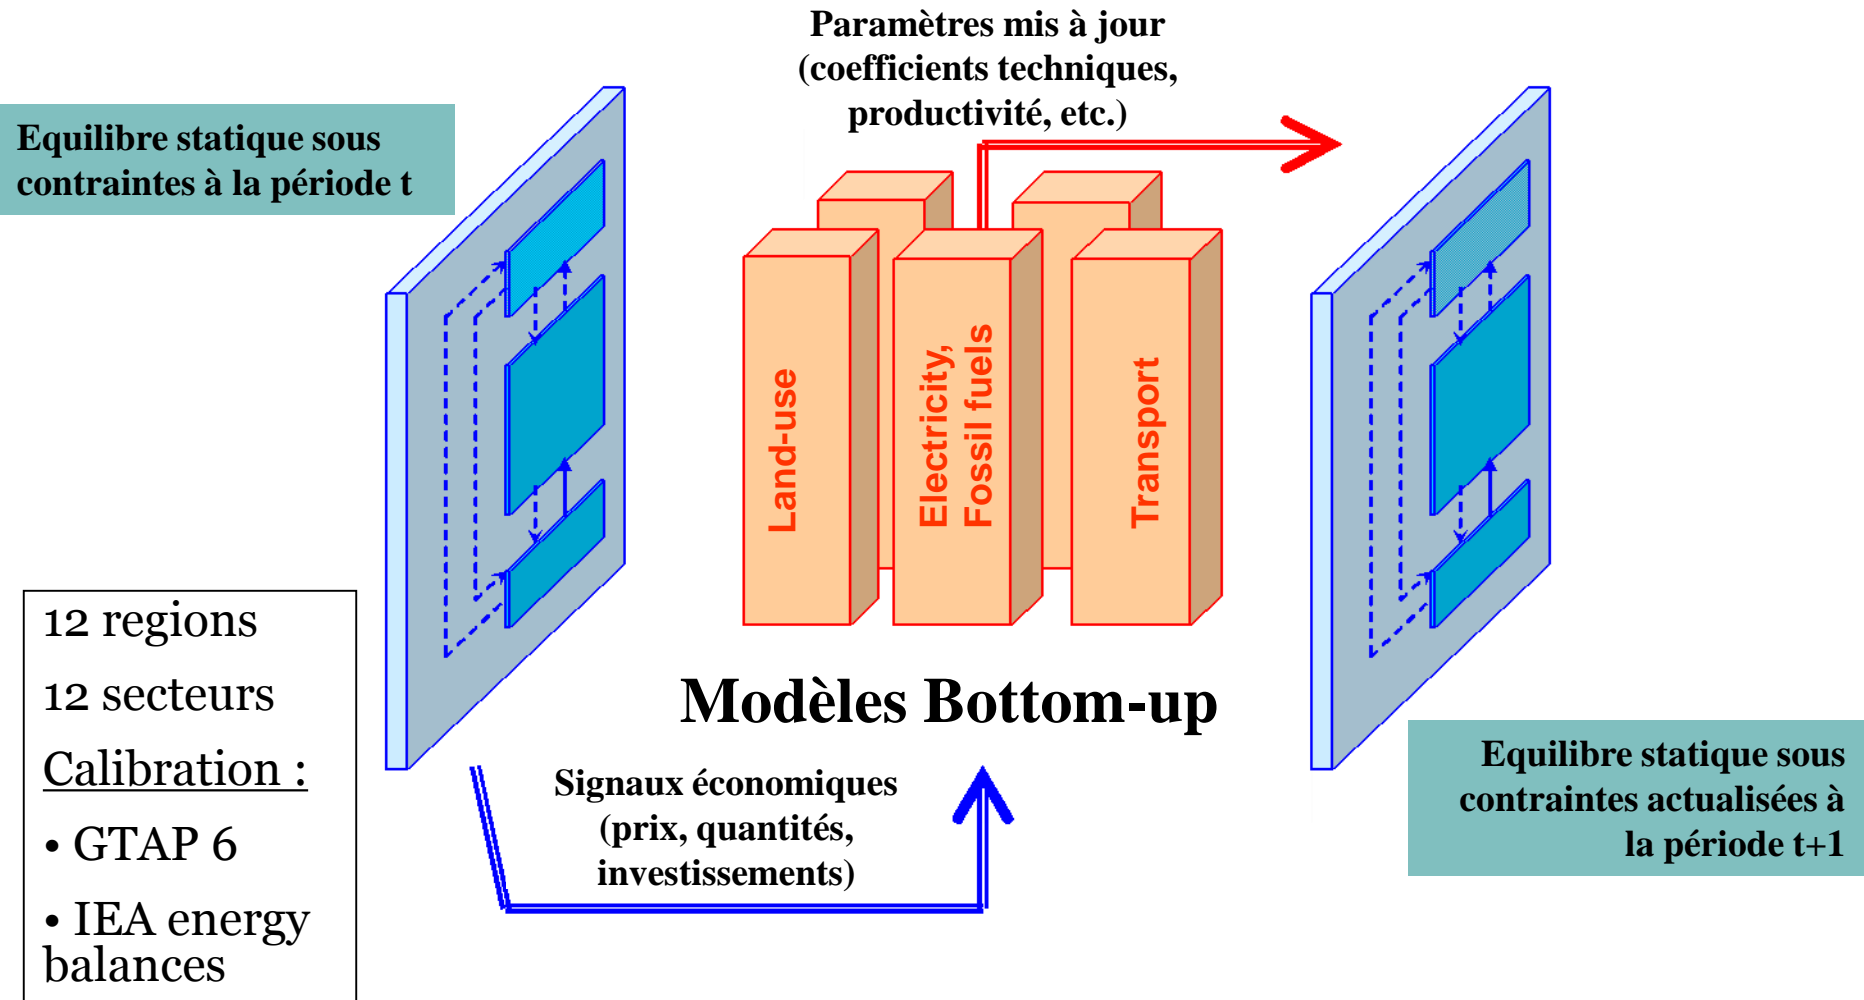 Paramètres mis à jour
(coefficients techniques,
productivité, etc.)
Equilibre statique sous
contraintes à la période t
Land-use
Electricity,
Fossil fuels
Transport
Modèles Bottom-up
12 regions
12 secteurs
Calibration :
• GTAP 6
• IEA energy
balances
Signaux économiques
(prix, quantités,
investissements)
Equilibre statique sous
contraintes actualisées à
la période t+1